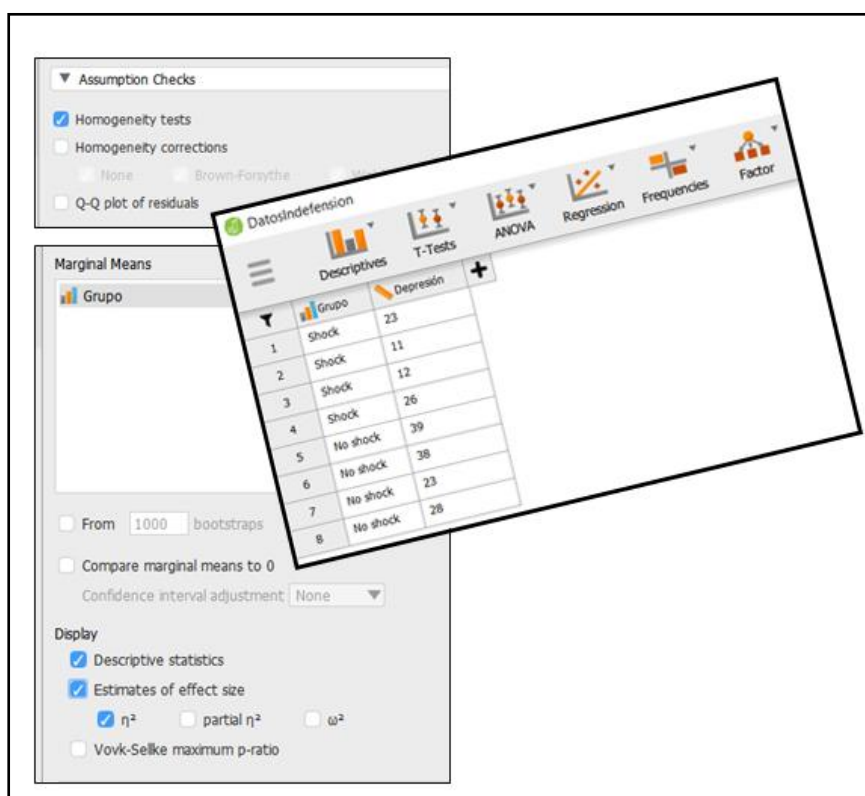 Assumption Checks
Homogeneity tests
Homogeneity corrections
None Brown-Forsythe
Q-Q plot of residuals
DatosIndefension
Descriptives T-Tests ANOVA Regression Frequencies Factor
Grupo Depresión
1 Shock 23
2 Shock 11
3 Shock 12
4 Shock 26
5 No shock 39
6 No shock 38
7 No shock 23
8 No shock 28
Marginal Means
Grupo
From 1000 bootstraps
Compare marginal means to 0
Confidence interval adjustment None
Display
Descriptive statistics
Estimates of effect size
η² partial η² ω²
Vovk-Sellke maximum p-ratio